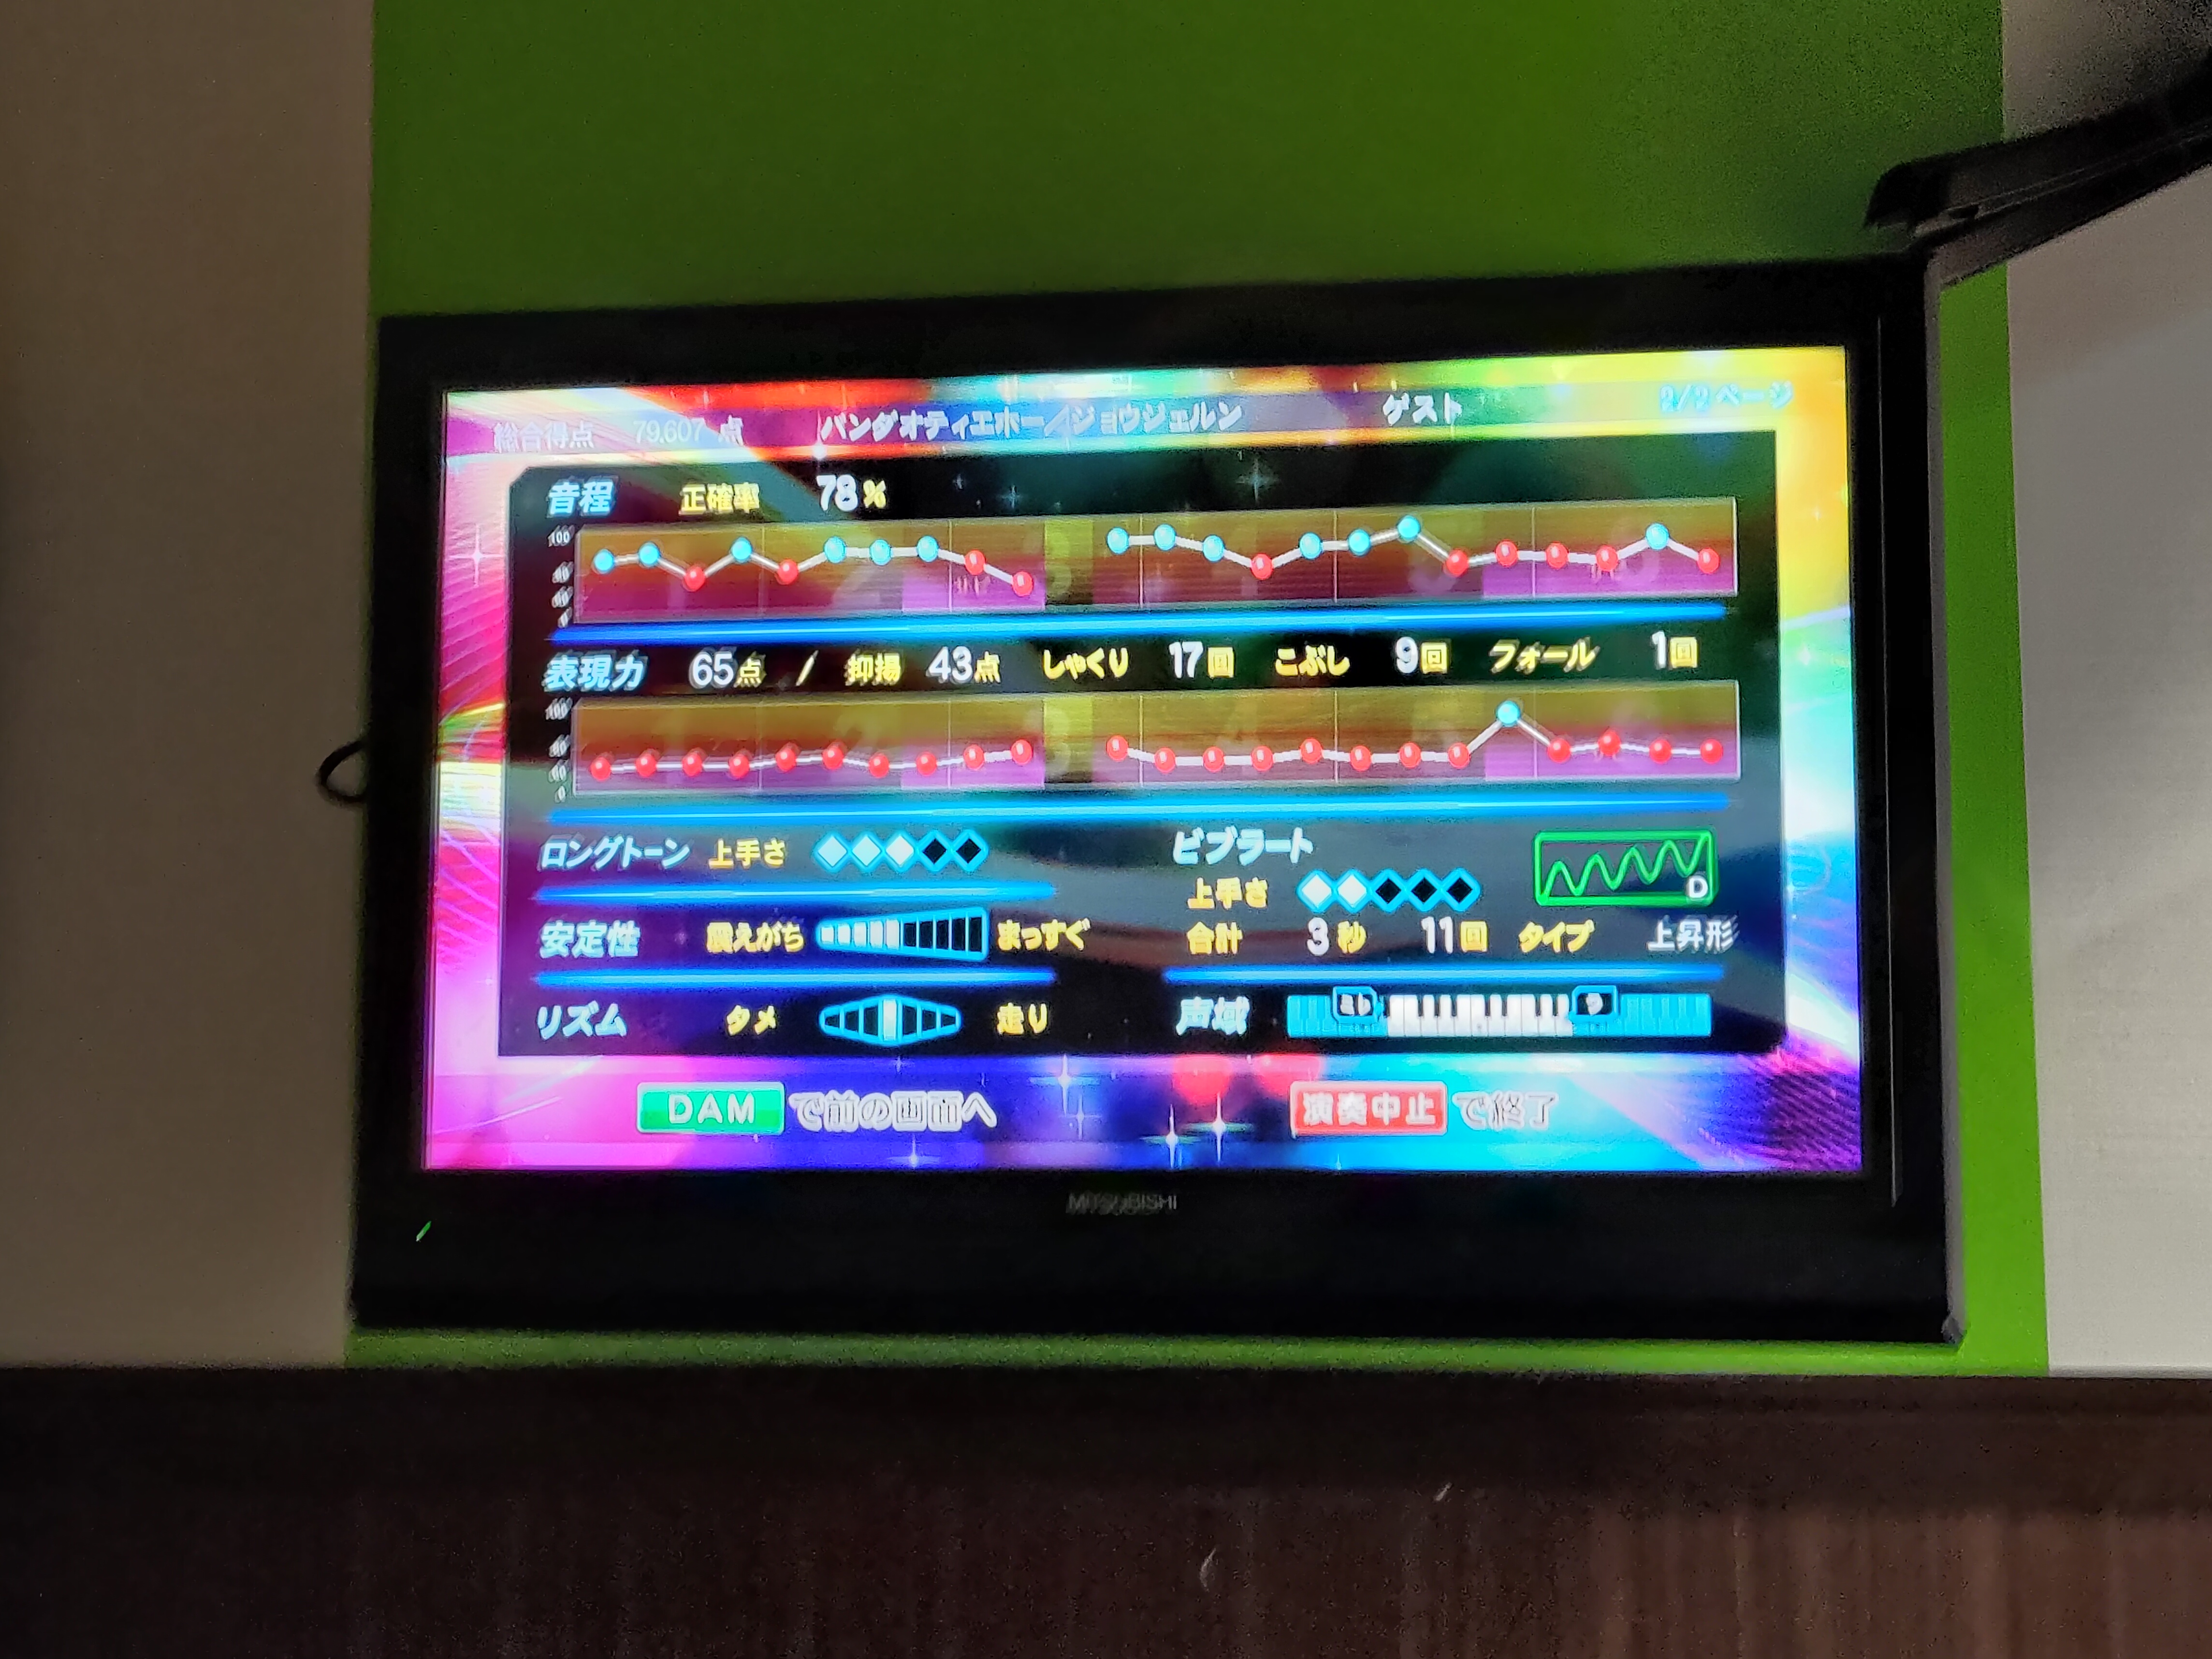 総合得点 79.607 点 バンダオティエホー/ジョウジェルン ゲスト 2/2ページ
音程 正確率 78%
100
表現力 65点 / 抑揚 43点 しゃくり 17回 こぶし 9回 フォール 1回
100
0
ロングトーン 上手さ
ビブラート
上手さ
D
安定性 震えがち まっすぐ
合計 3秒 11回 タイプ 上昇形
リズム タメ 走り
声域 ミb
DAM で前の画面へ 演奏中止 で終了
MITSUBISHI